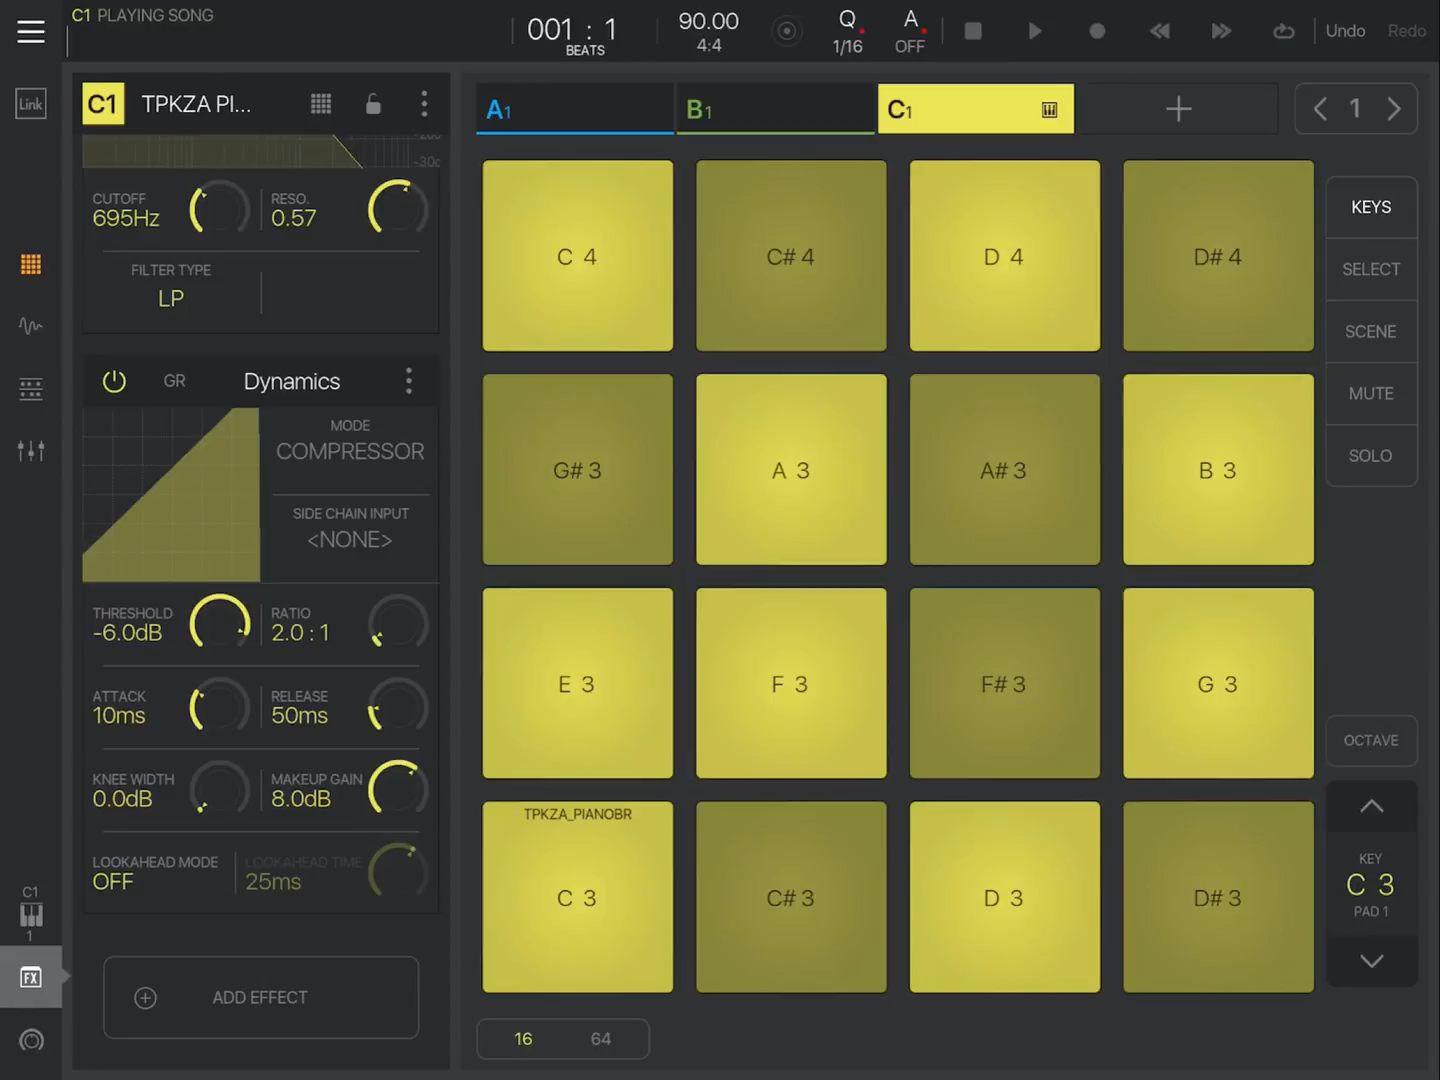 C1 PLAYING SONG
001 : 1
BEATS
90.00
4:4
Q
1/16
A
OFF
Undo
Redo
Link
C1
TPKZA PI...
A1
B1
C1
+
1
-30
CUTOFF
695Hz
RESO.
0.57
FILTER TYPE
LP
GR
Dynamics
MODE
COMPRESSOR
SIDE CHAIN INPUT
<NONE>
THRESHOLD
-6.0dB
RATIO
2.0 : 1
ATTACK
10ms
RELEASE
50ms
KNEE WIDTH
0.0dB
MAKEUP GAIN
8.0dB
LOOKAHEAD MODE
OFF
LOOKAHEAD TIME
25ms
ADD EFFECT
C1
1
FX
C 4
C# 4
D 4
D# 4
G# 3
A 3
A# 3
B 3
E 3
F 3
F# 3
G 3
TPKZA_PIANOBR
C 3
C# 3
D 3
D# 3
16
64
KEYS
SELECT
SCENE
MUTE
SOLO
OCTAVE
KEY
C 3
PAD 1